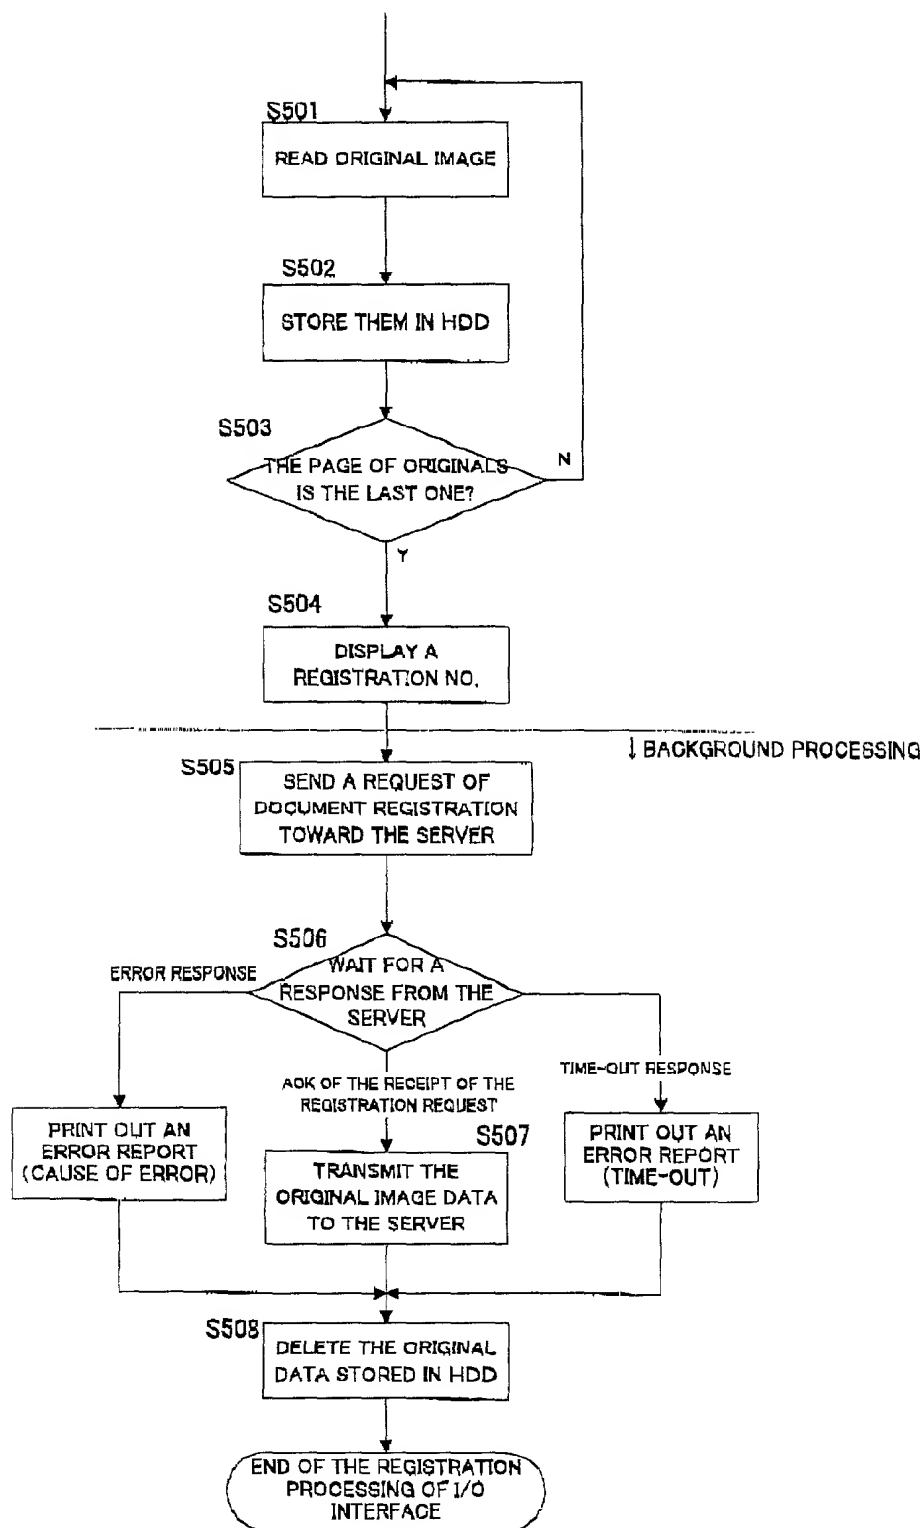 S501
READ ORIGINAL IMAGE
S502
STORE THEM IN HDD
S503
THE PAGE OF ORIGINALS
IS THE LAST ONE?
N
Y
S504
DISPLAY A
REGISTRATION NO.
↓ BACKGROUND PROCESSING
S505
SEND A REQUEST OF
DOCUMENT REGISTRATION
TOWARD THE SERVER
S506
WAIT FOR A
RESPONSE FROM THE
SERVER
ERROR RESPONSE
TIME-OUT RESPONSE
AOK OF THE RECEIPT OF THE
REGISTRATION REQUEST
PRINT OUT AN
ERROR REPORT
(CAUSE OF ERROR)
S507
TRANSMIT THE
ORIGINAL IMAGE DATA
TO THE SERVER
PRINT OUT AN
ERROR REPORT
(TIME-OUT)
S508
DELETE THE ORIGINAL
DATA STORED IN HDD
END OF THE REGISTRATION
PROCESSING OF I/O
INTERFACE